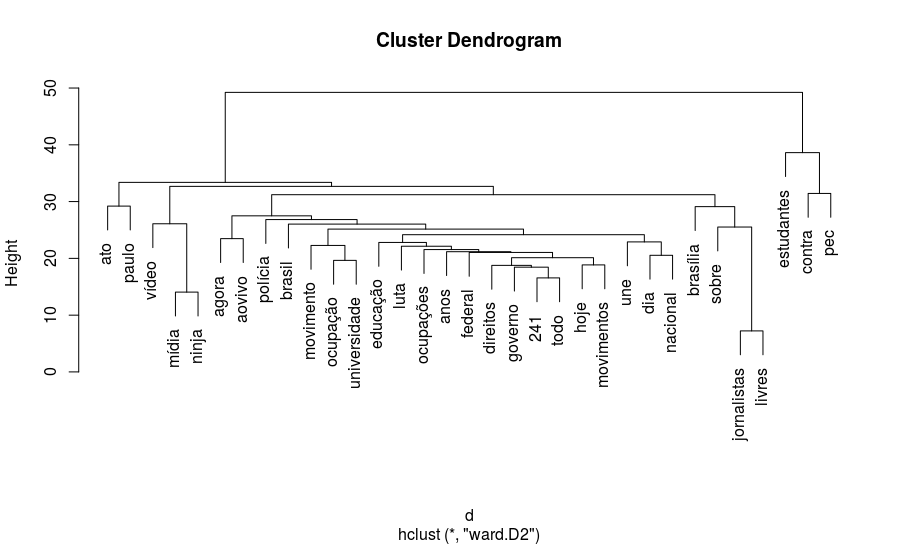 Cluster Dendrogram
Height
0
10
20
30
40
50
ato
paulo
vídeo
mídia
ninja
agora
aovivo
polícia
brasil
movimento
ocupação
universidade
educação
luta
ocupações
anos
federal
direitos
governo
241
todo
hoje
movimentos
une
dia
nacional
brasília
sobre
jornalistas
livres
estudantes
contra
pec
d
hclust (*, "ward.D2")